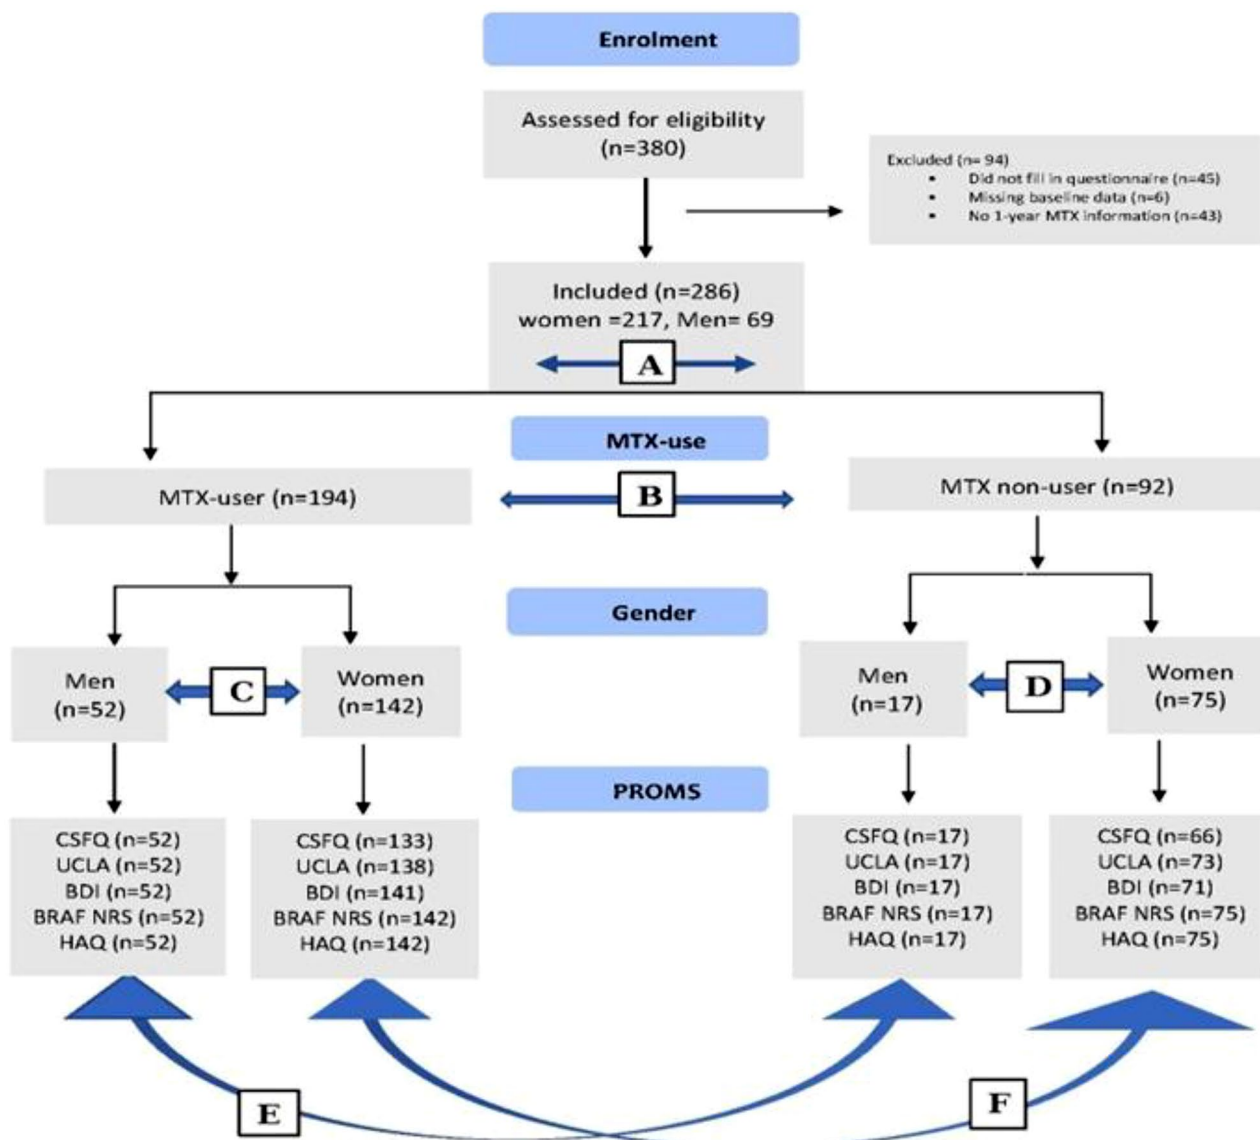 Enrolment
Assessed for eligibility
(n=380)
Excluded (n= 94)
▪ Did not fill in questionnaire (n=45)
▪ Missing baseline data (n=6)
▪ No 1-year MTX information (n=43)
Included (n=286)
women =217, Men= 69
A
MTX-use
MTX-user (n=194)
B
MTX non-user (n=92)
Gender
Men
(n=52)
C
Women
(n=142)
Men
(n=17)
D
Women
(n=75)
PROMS
CSFQ (n=52)
UCLA (n=52)
BDI (n=52)
BRAF NRS (n=52)
HAQ (n=52)
CSFQ (n=133)
UCLA (n=138)
BDI (n=141)
BRAF NRS (n=142)
HAQ (n=142)
CSFQ (n=17)
UCLA (n=17)
BDI (n=17)
BRAF NRS (n=17)
HAQ (n=17)
CSFQ (n=66)
UCLA (n=73)
BDI (n=71)
BRAF NRS (n=75)
HAQ (n=75)
E
F